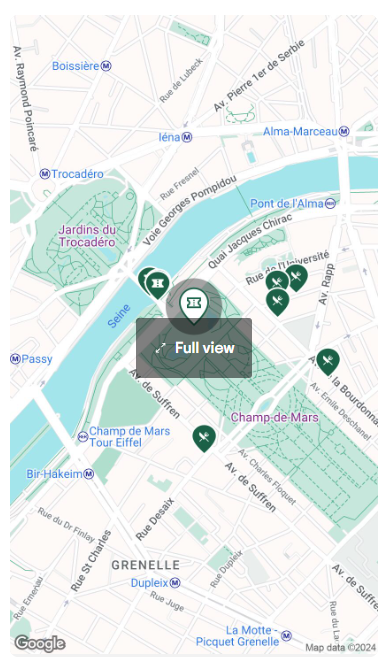 Boissière
Rue de Lubeck
Av. Pierre 1er de Serbie
Av. Raymond Poincaré
Iéna
Alma-Marceau
Trocadéro
Rue Fresnel
Voie Georges Pompidou
Pont de l'Alma
Quai Jacques Chirac
Jardins du
Trocadéro
Rue de l'Université
Av. Rapp
Seine
Full view
Passy
Av. de la Bourdonnais
Av. Emile Deschanel
Av. de Suffren
Champ-de-Mars
Champ de Mars
Tour Eiffel
Av. Charles Floquet
Bir-Hakeim
Av. de Suffren
Rue Desaix
Rue du Dr Finlay
Rue St Charles
GRENELLE
Rue Dupleix
Dupleix
Av. de Suffren
Rue Emeriau
Rue Juge
Rue du La
La Motte -
Picquet Grenelle
Google
Map data ©2024